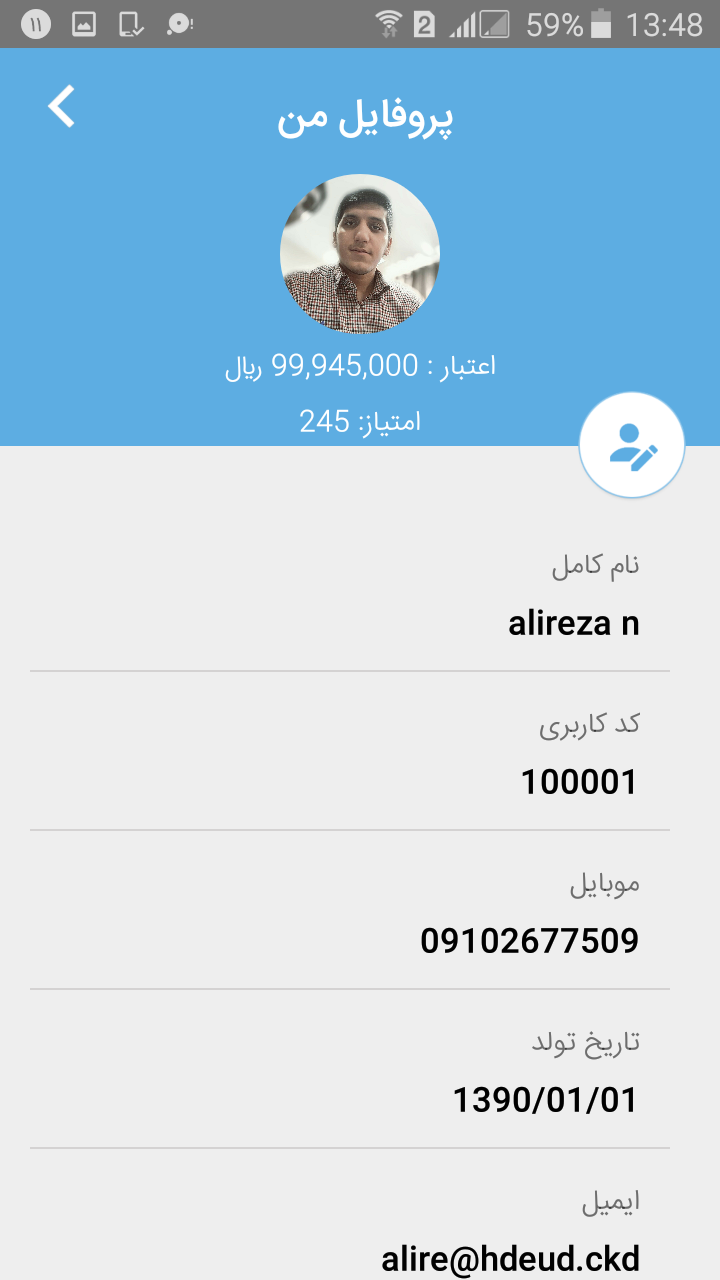 ۱۱ 2 59% 13:48
پروفایل من
اعتبار : 99,945,000 ریال
امتیاز: 245
نام کامل
alireza n
کد کاربری
100001
موبایل
09102677509
تاریخ تولد
1390/01/01
ایمیل
alire@hdeud.ckd